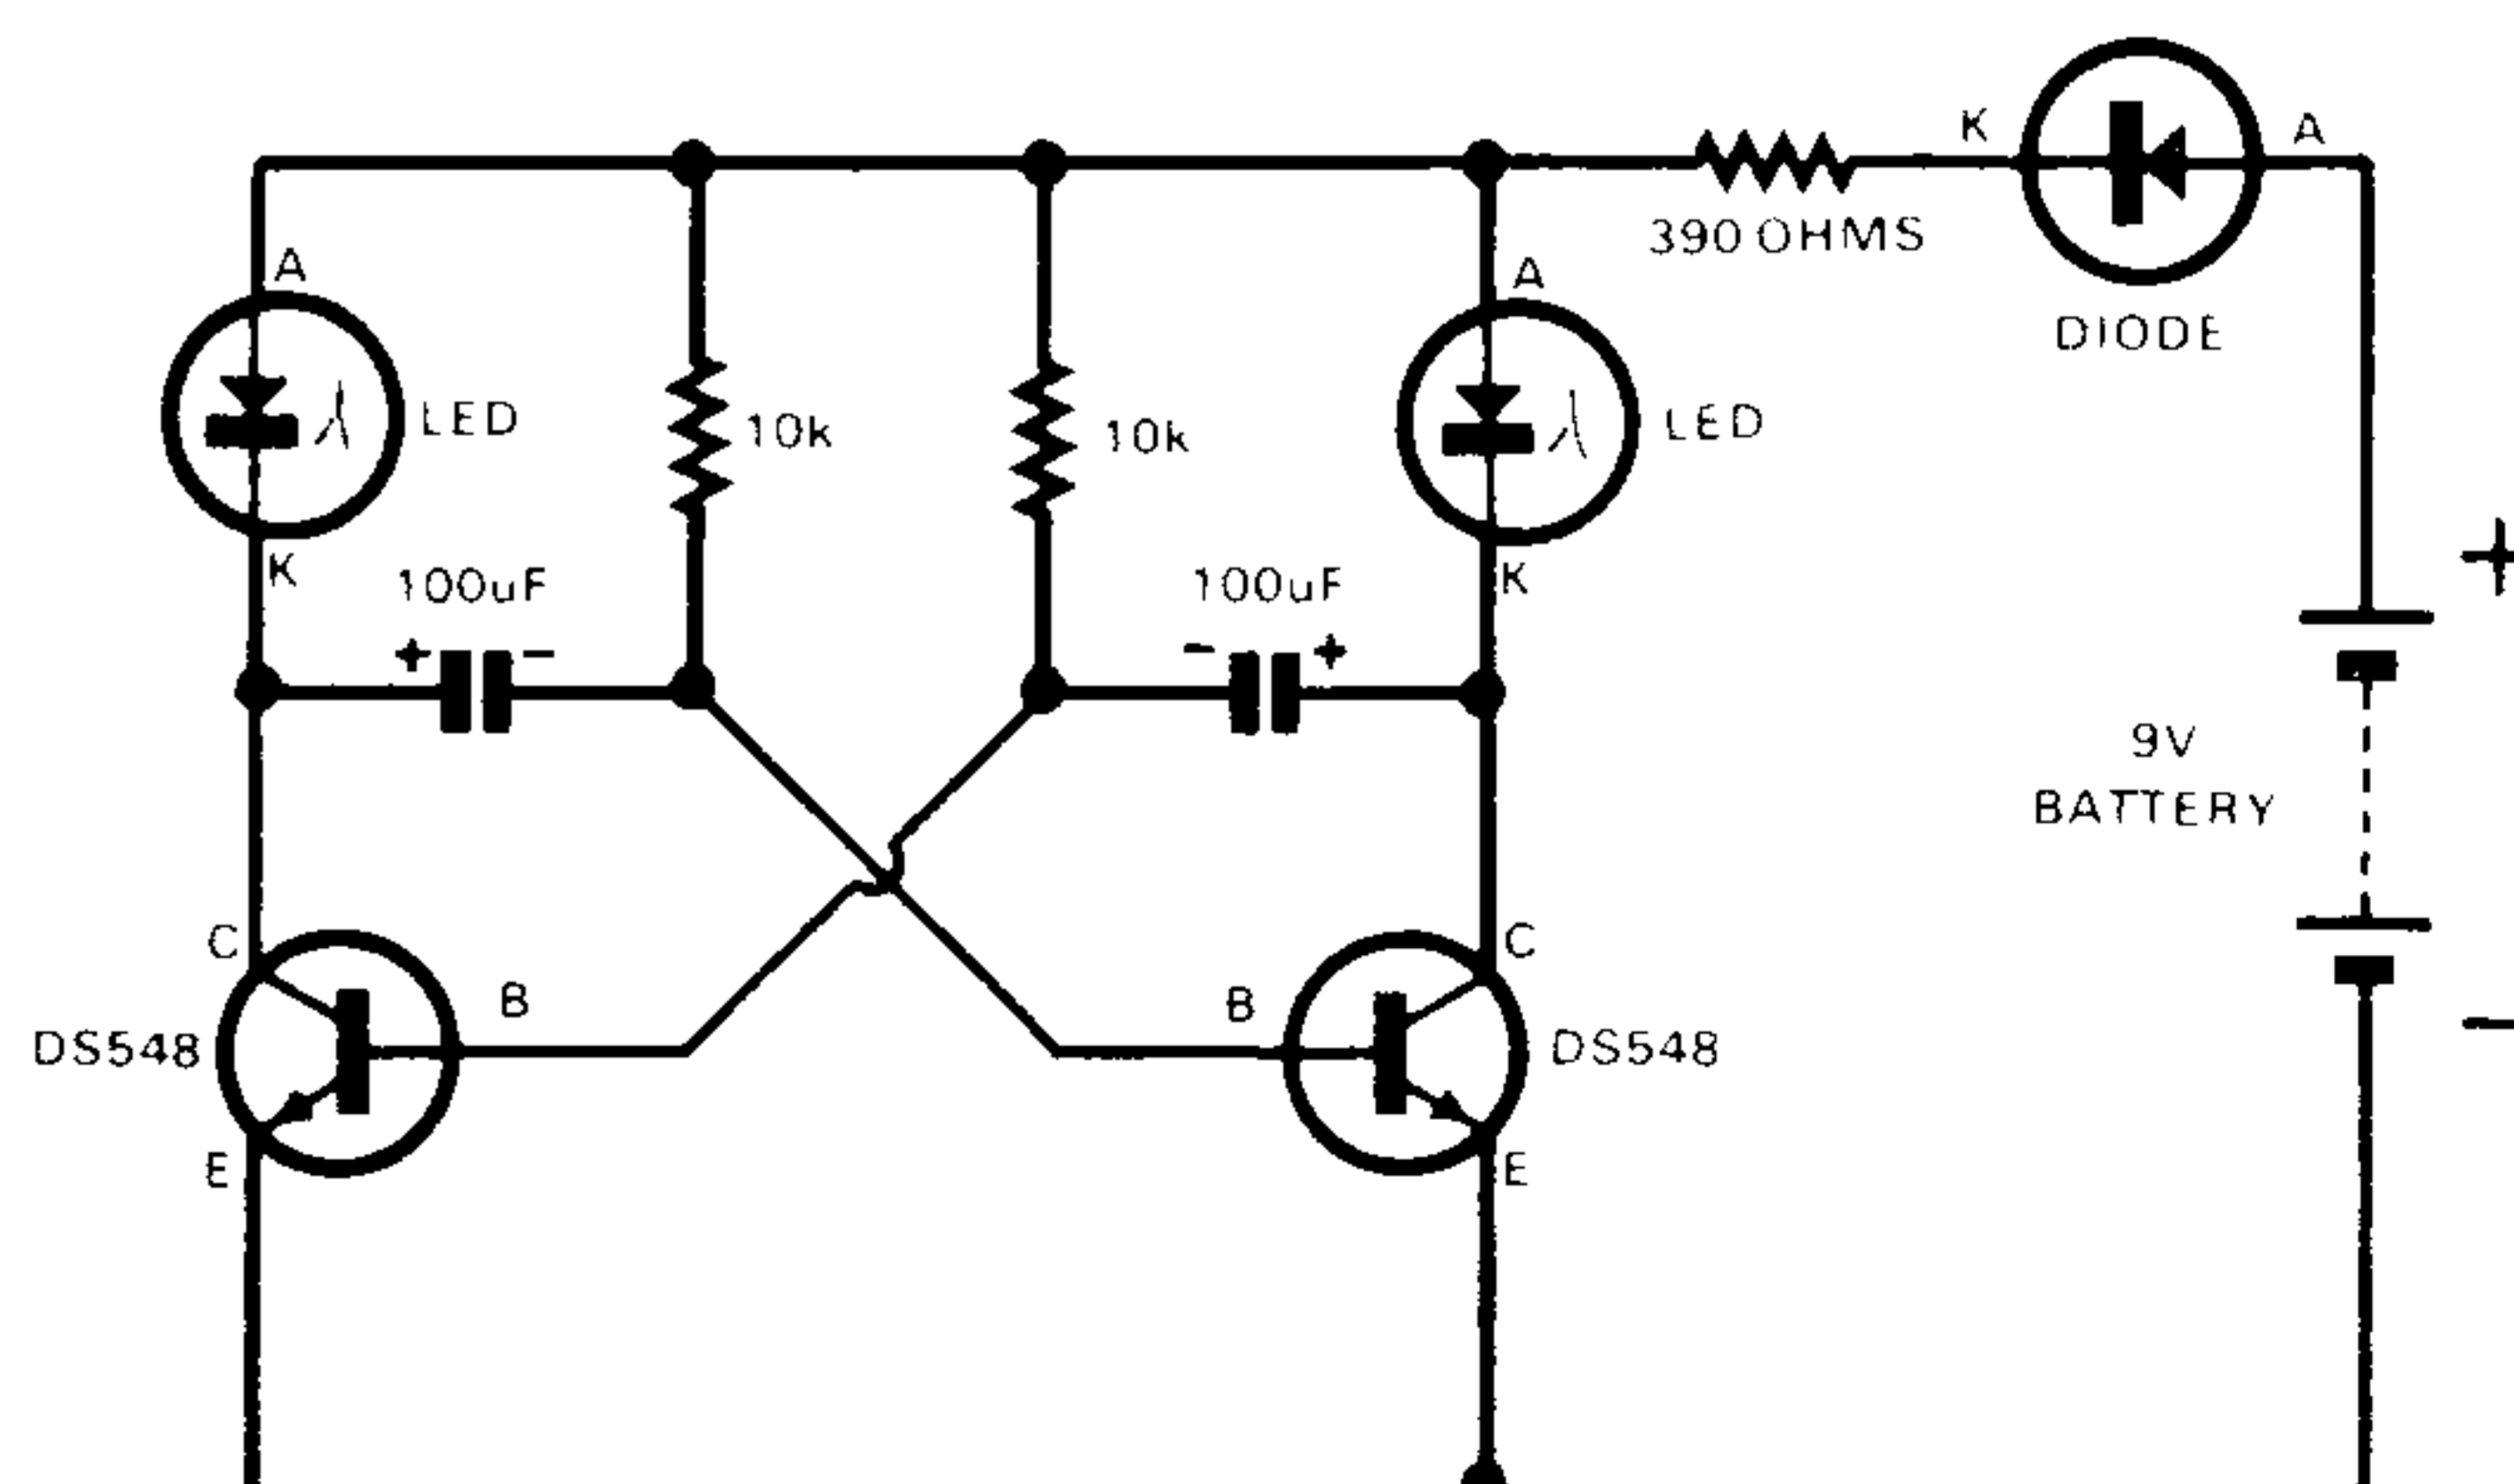 K
A
390 OHMS
DIODE
A
LED
K
10k
10k
A
LED
K
100uF
+ -
100uF
- +
+
9V
BATTERY
-
C
B
DS548
E
C
B
DS548
E